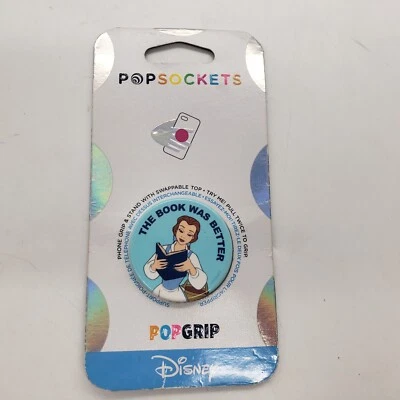 POPSOCKETS
PHONE GRIP & STAND WITH SWAPPABLE TOP • TRY ME! PULL TWICE TO GRIP
THE BOOK WAS BETTER
POPGRIP
Disney